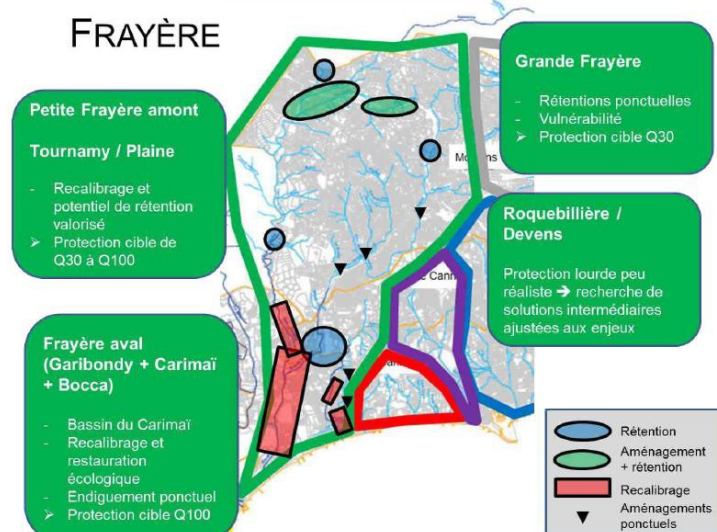 FRAYÈRE
Petite Frayère amont
Tournamy / Plaine
- Recalibrage et
potentiel de rétention
valorisé
➢ Protection cible de
Q30 à Q100
Frayère aval
(Garibondy + Carimaï
+ Bocca)
- Bassin du Carimaï
- Recalibrage et
restauration
écologique
- Endiguement ponctuel
➢ Protection cible Q100
Grande Frayère
- Rétentions ponctuelles
- Vulnérabilité
➢ Protection cible Q30
Roquebillière /
Devens
Protection lourde peu
réaliste ➔ recherche de
solutions intermédiaires
ajustées aux enjeux
Rétention
Aménagement
+ rétention
Recalibrage
Aménagements
ponctuels